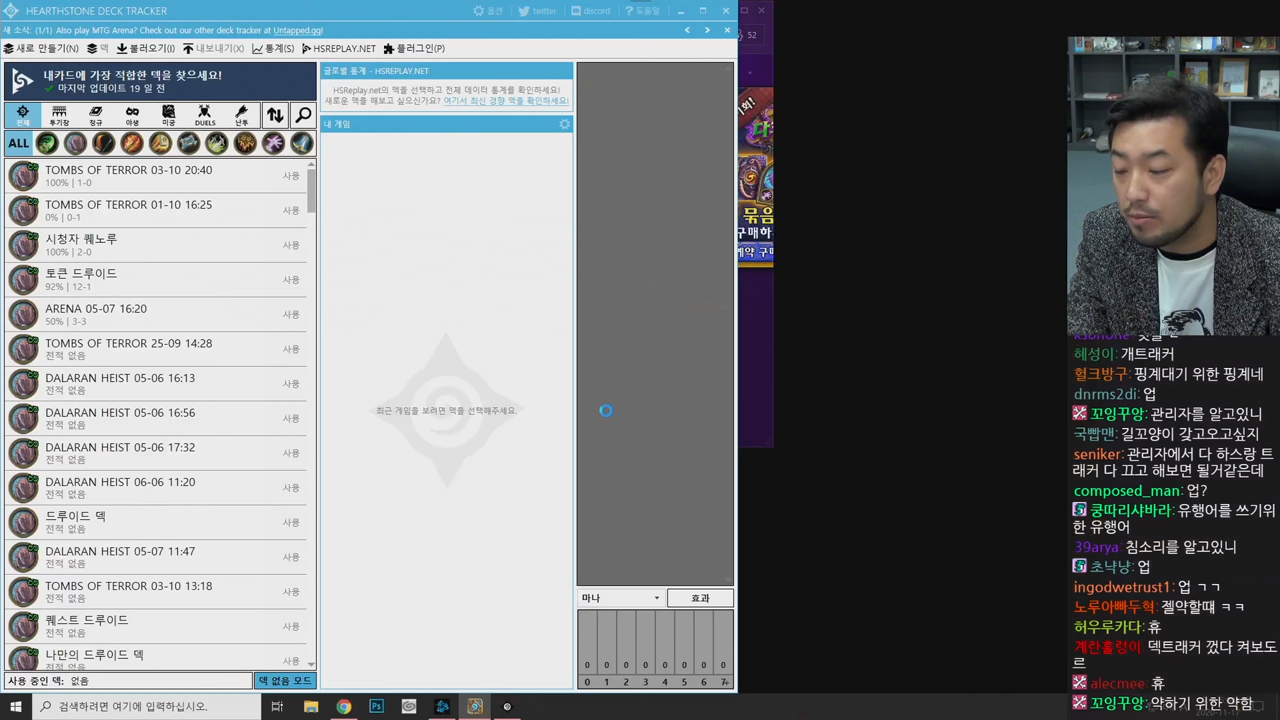 HEARTHSTONE DECK TRACKER
옵션
twitter
discord
도움말
52
새 소식: (1/1) Also play MTG Arena? Check out our other deck tracker at Untapped.gg!
새로 만들기(N)
덱
불러오기(I)
내보내기(X)
통계(S)
HSREPLAY.NET
플러그인(P)
내카드에 가장 적합한 덱을 찾으세요!
마지막 업데이트 19 일 전
전체
투기장
정규
야생
미궁
DUELS
난투
ALL
TOMBS OF TERROR 03-10 20:40
100% | 1-0
사용
TOMBS OF TERROR 01-10 16:25
0% | 0-1
사용
시청자 퀘노루
100% | 2-0
사용
토큰 드루이드
92% | 12-1
사용
ARENA 05-07 16:20
50% | 3-3
사용
TOMBS OF TERROR 25-09 14:28
전적 없음
사용
DALARAN HEIST 05-06 16:13
전적 없음
사용
DALARAN HEIST 05-06 16:56
전적 없음
사용
DALARAN HEIST 05-06 17:32
전적 없음
사용
DALARAN HEIST 06-06 11:20
전적 없음
사용
드루이드 덱
전적 없음
사용
DALARAN HEIST 05-07 11:47
전적 없음
사용
TOMBS OF TERROR 03-10 13:18
전적 없음
사용
퀘스트 드루이드
전적 없음
사용
나만의 드루이드 덱
전적 없음
사용
사용 중인 덱: 없음
덱 없음 모드
글로벌 통계 - HSREPLAY.NET
HSReplay.net의 덱을 선택하고 전체 데이터 통계를 확인하세요!
새로운 덱을 해보고 싶으신가요? 여기서 최신 경향 덱을 확인하세요!
내 게임
최근 게임을 보려면 덱을 선택해주세요.
마나
효과
0 0 0 0 0 0 0 0
0 1 2 3 4 5 6 7+
묶음
구매하
약 구매
혜성이: 개트래커
헐크방구: 핑계대기 위한 핑계네
dnrms2di: 업
꼬잉꾸앙: 관리자를 알고있니
국빱맨: 길꼬양이 갖고오고싶지
seniker: 관리자에서 다 하스랑 트
래커 다 끄고 해보면 될거같은데
composed_man: 업?
쿵따리샤바라: 유행어를 쓰기위
한 유행어
39arya: 침소리를 알고있니
초냑냥: 업
ingodwetrust1: 업 ㄱㄱ
노루아빠두혁: 젤약할때 ㅋㅋ
허우루카다: 휴
계란홀렁이: 덱트래커 껐다 켜보도
르
alecmee: 휴
꼬잉꾸앙: 약하기 위한 약함
검색하려면 여기에 입력하십시오.